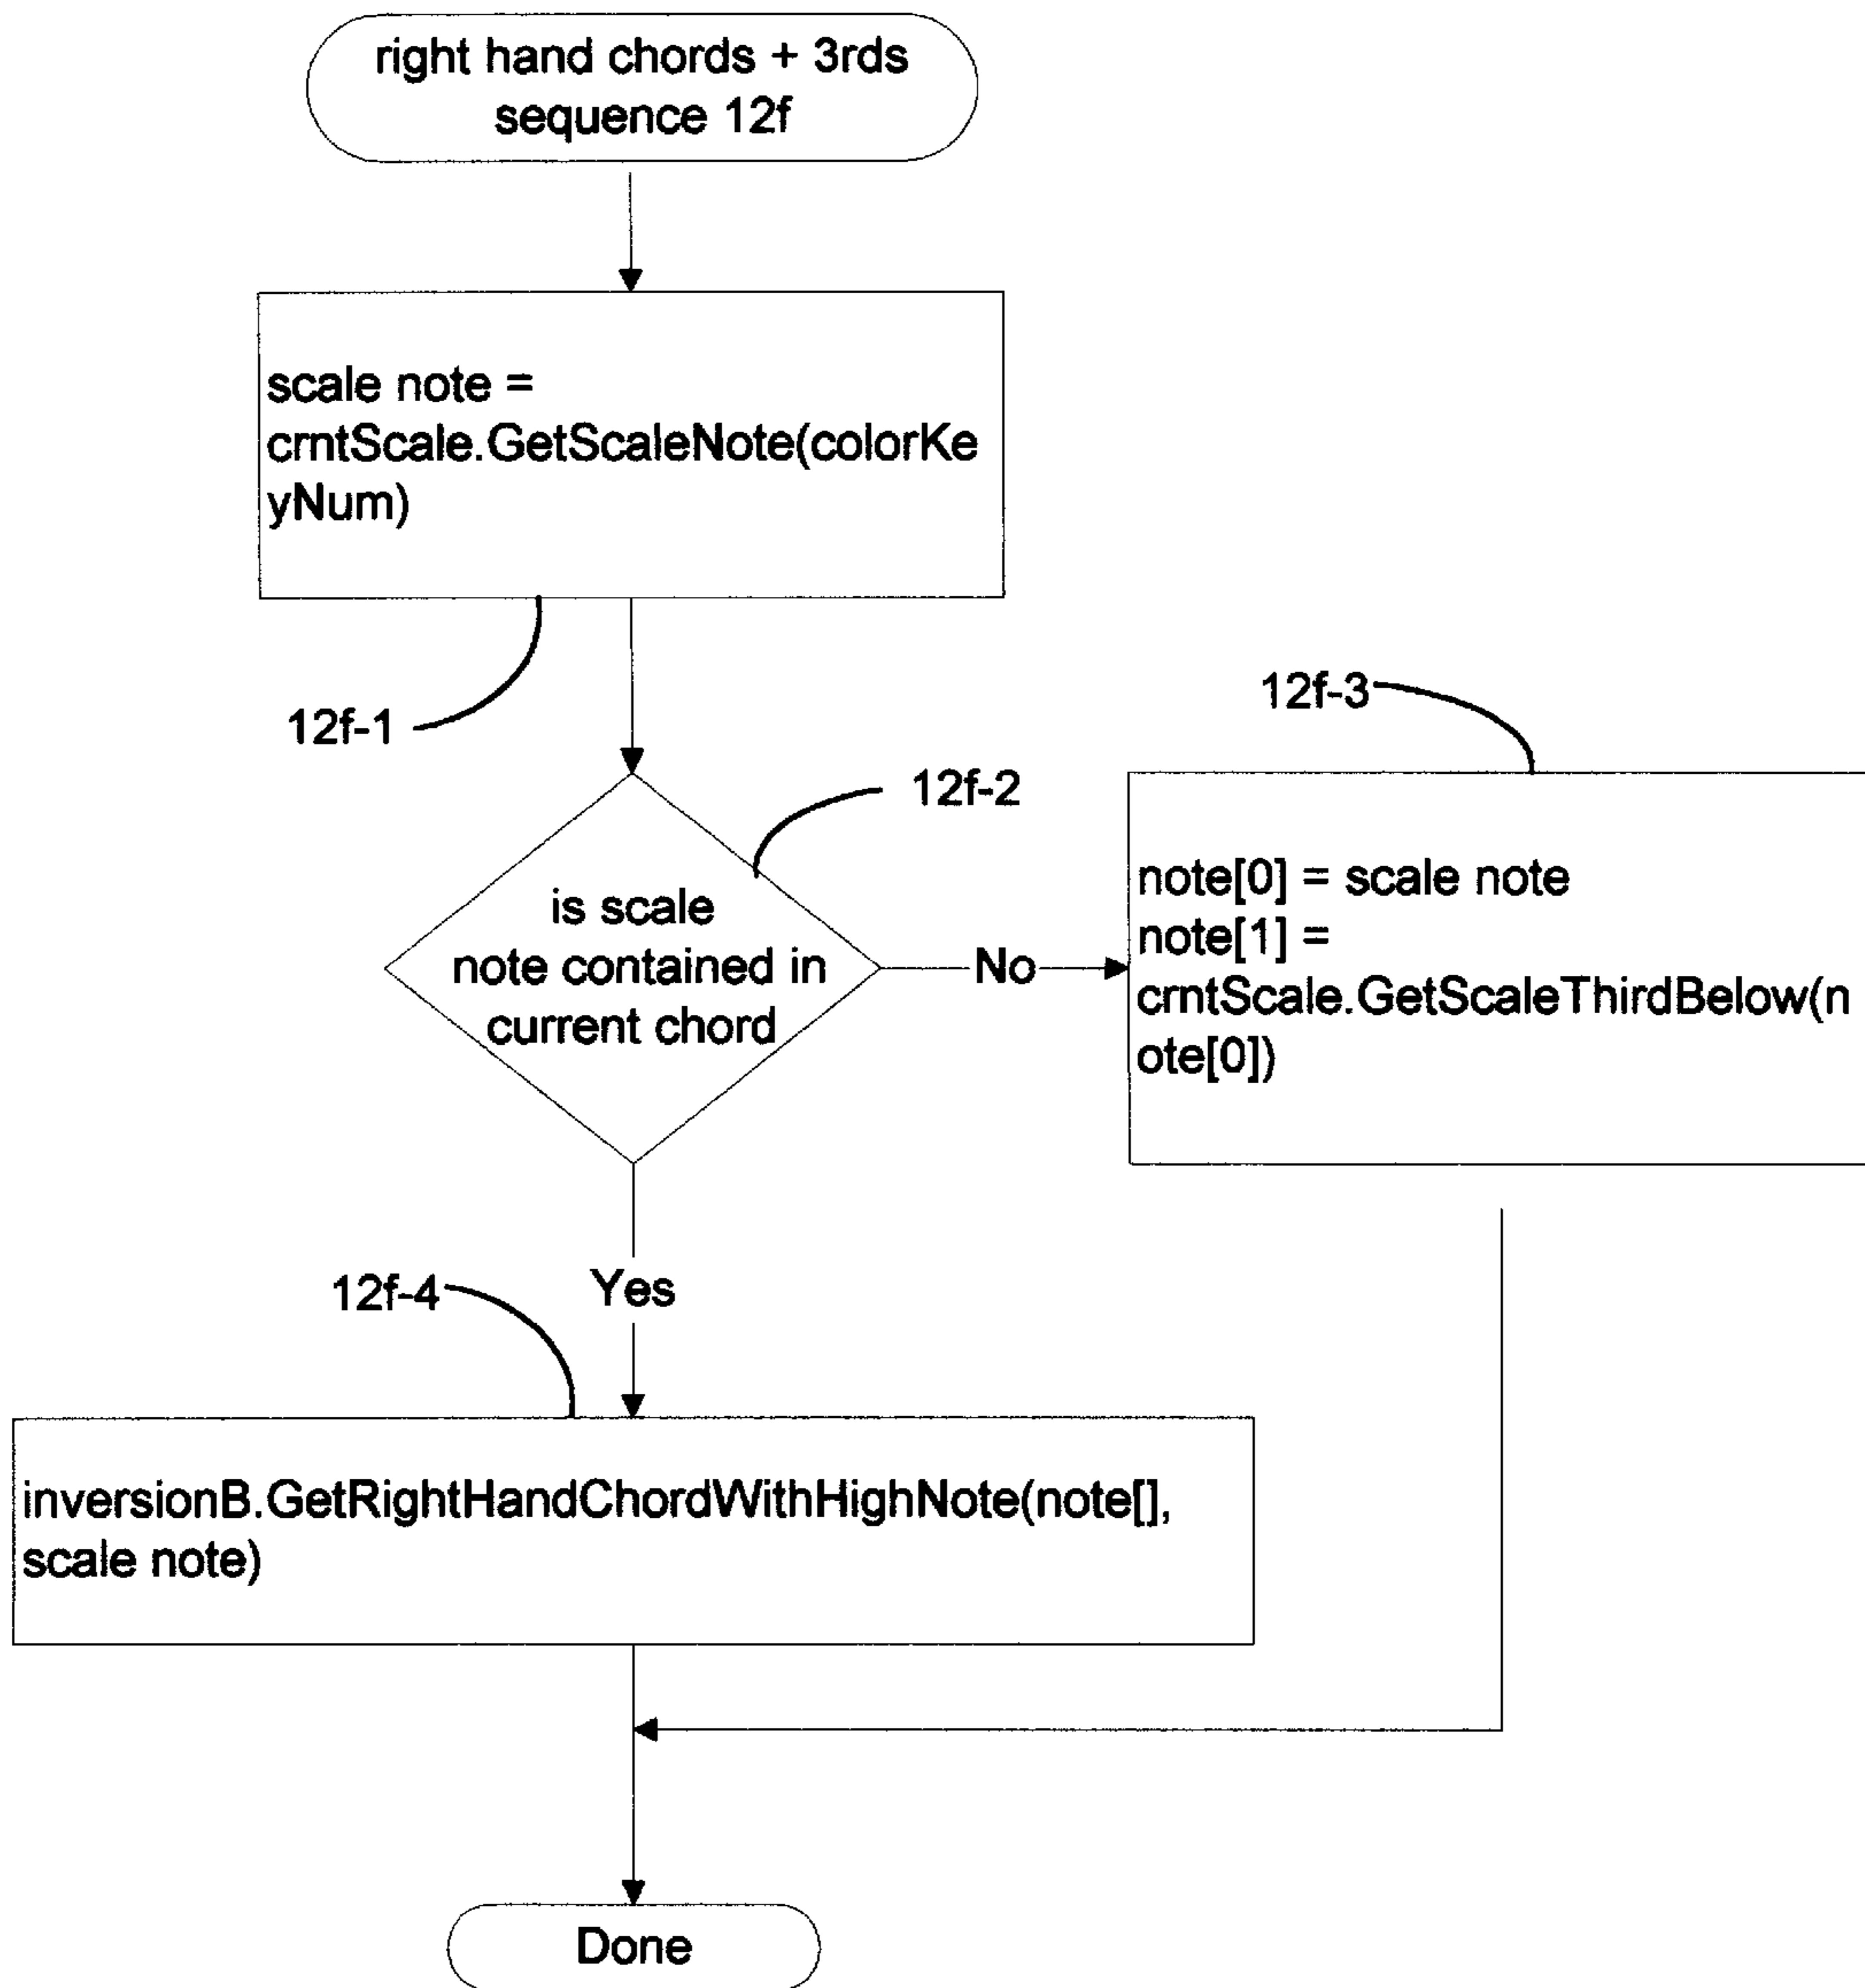 right hand chords + 3rds
sequence 12f
scale note =
crntScale.GetScaleNote(colorKe
yNum)
12f-1
12f-2
12f-3
is scale
note contained in
current chord
No
note[0] = scale note
note[1] =
crntScale.GetScaleThirdBelow(n
ote[0])
Yes
12f-4
inversionB.GetRightHandChordWithHighNote(note[],
scale note)
Done